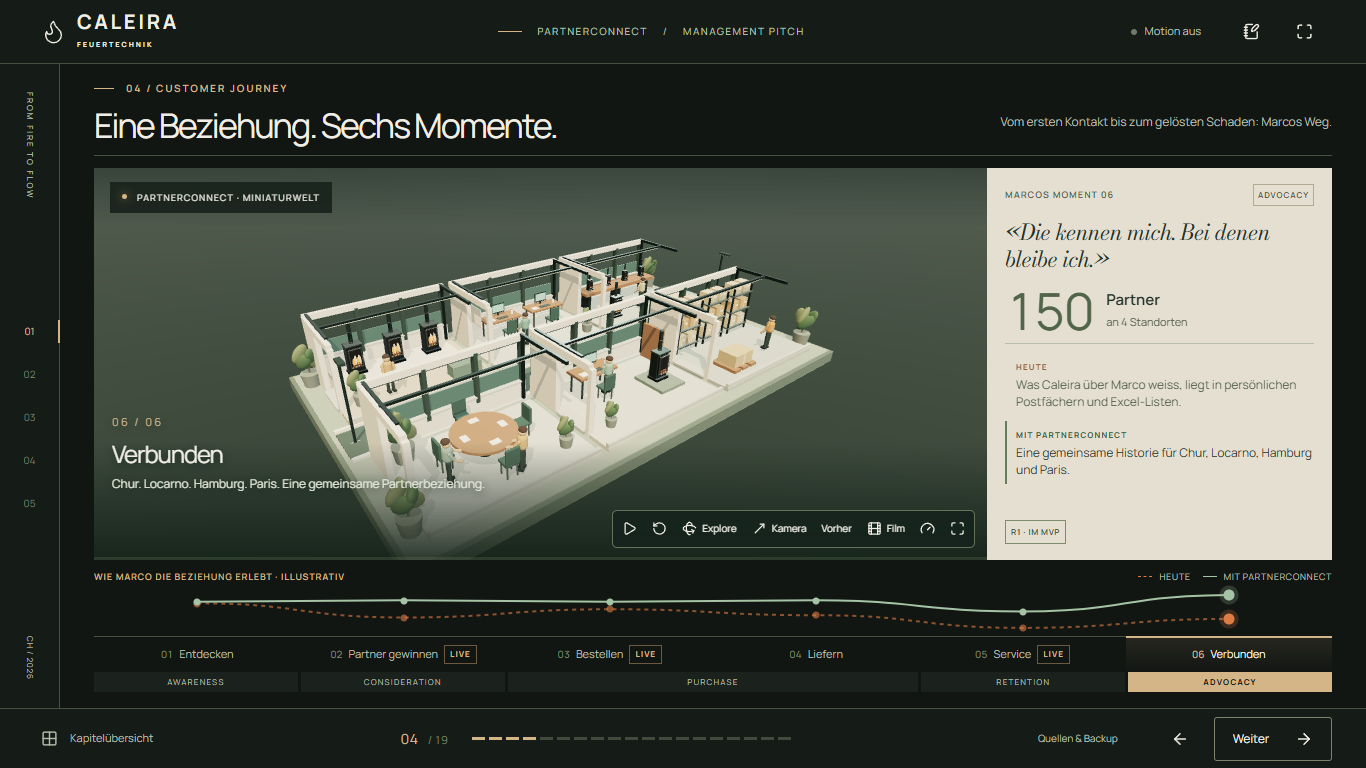 CALEIRA
FEUERTECHNIK
PARTNERCONNECT / MANAGEMENT PITCH
Motion aus
FROM FIRE TO FLOW
01
02
03
04
05
CH / 2026
04 / CUSTOMER JOURNEY
Eine Beziehung. Sechs Momente.
Vom ersten Kontakt bis zum gelösten Schaden: Marcos Weg.
PARTNERCONNECT · MINIATURWELT
06 / 06
Verbunden
Chur. Locarno. Hamburg. Paris. Eine gemeinsame Partnerbeziehung.
Explore Kamera Vorher Film
MARCOS MOMENT 06 ADVOCACY
«Die kennen mich. Bei denen
bleibe ich.»
150 Partner
an 4 Standorten
HEUTE
Was Caleira über Marco weiss, liegt in persönlichen
Postfächern und Excel-Listen.
MIT PARTNERCONNECT
Eine gemeinsame Historie für Chur, Locarno, Hamburg
und Paris.
R1 · IM MVP
WIE MARCO DIE BEZIEHUNG ERLEBT · ILLUSTRATIV
HEUTE MIT PARTNERCONNECT
01 Entdecken
02 Partner gewinnen LIVE
03 Bestellen LIVE
04 Liefern
05 Service LIVE
06 Verbunden
AWARENESS
CONSIDERATION
PURCHASE
RETENTION
ADVOCACY
Kapitelübersicht
04 / 19
Quellen & Backup
Weiter